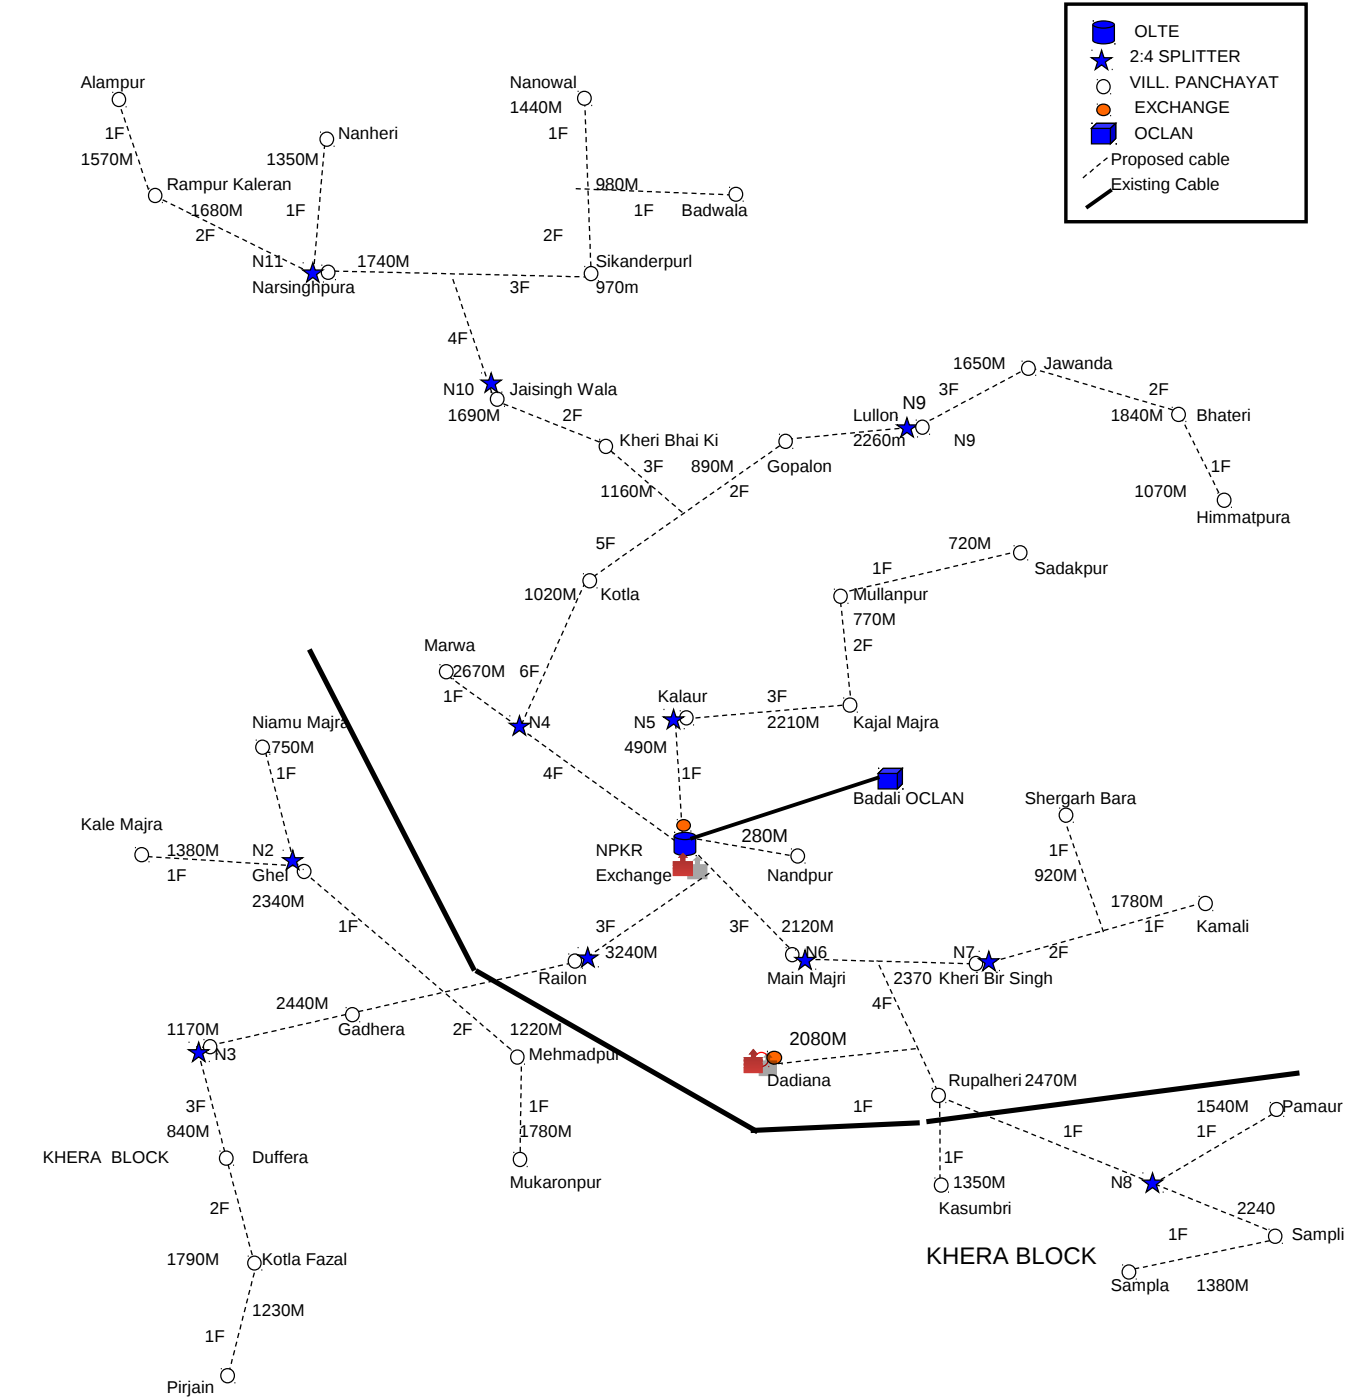 OLTE
2:4 SPLITTER
VILL. PANCHAYAT
EXCHANGE
OCLAN
Proposed cable
Existing Cable
Alampur
1F
1570M
Rampur Kaleran
1680M
2F
Nanheri
1350M
1F
N11
Narsinghpura
1740M
3F
Nanowal
1440M
1F
980M
1F
Badwala
2F
Sikanderpurl
970m
4F
N10
Jaisingh Wala
1690M
2F
Kheri Bhai Ki
3F
1160M
890M
2F
Gopalon
Lullon
2260m
N9
N9
1650M
3F
Jawanda
2F
1840M
Bhateri
1F
1070M
Himmatpura
5F
1020M
Kotla
720M
1F
Sadakpur
Mullanpur
770M
2F
Marwa
2670M
6F
1F
N4
4F
Kalaur
N5
490M
1F
3F
2210M
Kajal Majra
Niamu Majra
750M
1F
Kale Majra
1380M
1F
N2
Ghel
2340M
1F
Badali OCLAN
280M
NPKR
Exchange
Nandpur
Shergarh Bara
1F
920M
1780M
1F
Kamali
2F
3F
3240M
Railon
3F
2120M
N6
Main Majri
N7
2370
Kheri Bir Singh
4F
2440M
Gadhera
1170M
N3
2F
1220M
Mehmadpur
1F
1780M
Mukaronpur
2080M
Dadiana
1F
Rupalheri
2470M
1F
1F
1350M
Kasumbri
1540M
Pamaur
1F
N8
2240
Sampli
1F
Sampla
1380M
3F
840M
KHERA BLOCK
Duffera
2F
1790M
Kotla Fazal
1230M
1F
Pirjain
KHERA BLOCK